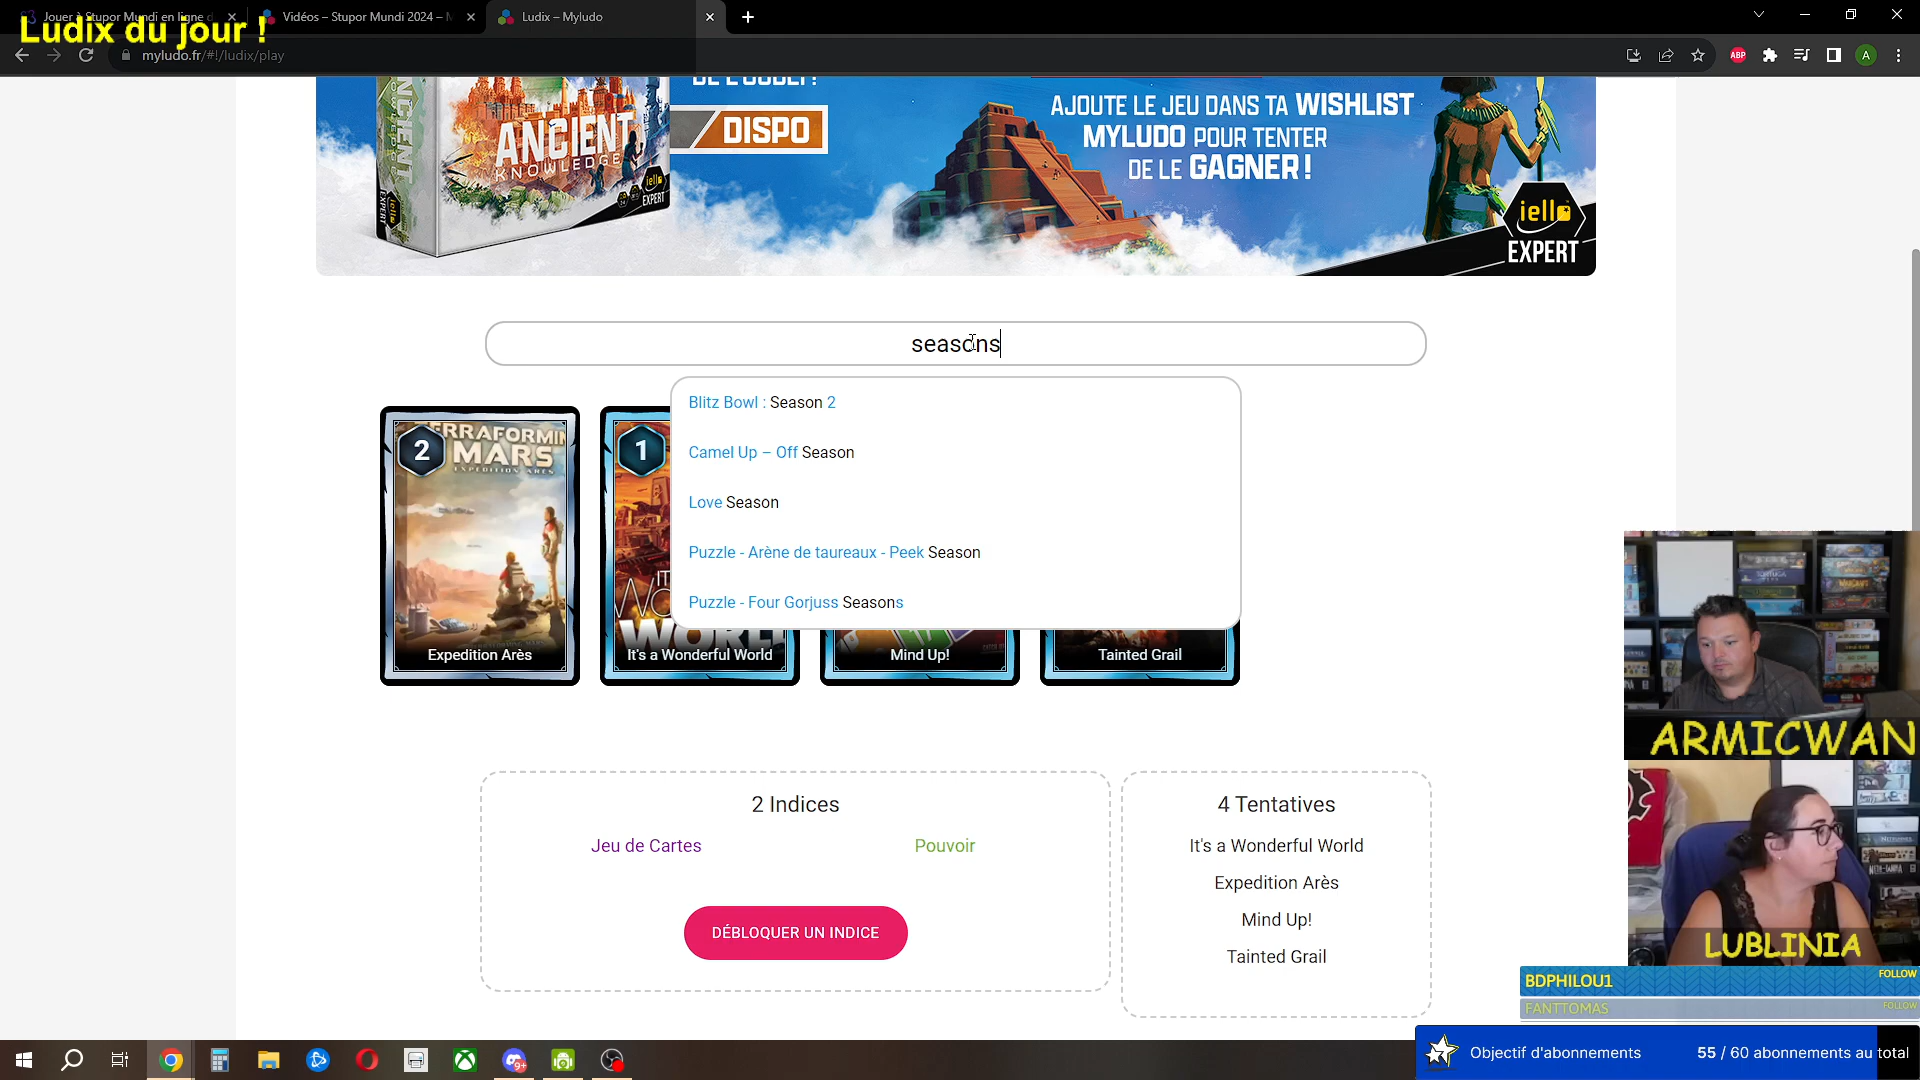 Jouer à Stupor Mundi en ligne d
Vidéos – Stupor Mundi 2024 – M
Ludix – Myludo
Ludix du jour !
myludo.fr/#!/ludix/play
ABP
A
DISPO
ANCIENT
KNOWLEDGE
iello
EXPERT
AJOUTE LE JEU DANS TA WISHLIST
MYLUDO POUR TENTER
DE LE GAGNER !
iello
EXPERT
seasons
Blitz Bowl : Season 2
Camel Up – Off Season
Love Season
Puzzle - Arène de taureaux - Peek Season
Puzzle - Four Gorjuss Seasons
2
TERRAFORMING
MARS
EXPEDITION ARES
Expedition Arès
1
WORLD
It's a Wonderful World
Mind Up!
Tainted Grail
2 Indices
Jeu de Cartes
Pouvoir
DÉBLOQUER UN INDICE
4 Tentatives
It's a Wonderful World
Expedition Arès
Mind Up!
Tainted Grail
ARMICWAN
LUBLINIA
BDPHILOU1
FOLLOW
FANTTOMAS
FOLLOW
Objectif d'abonnements
55 / 60 abonnements au total